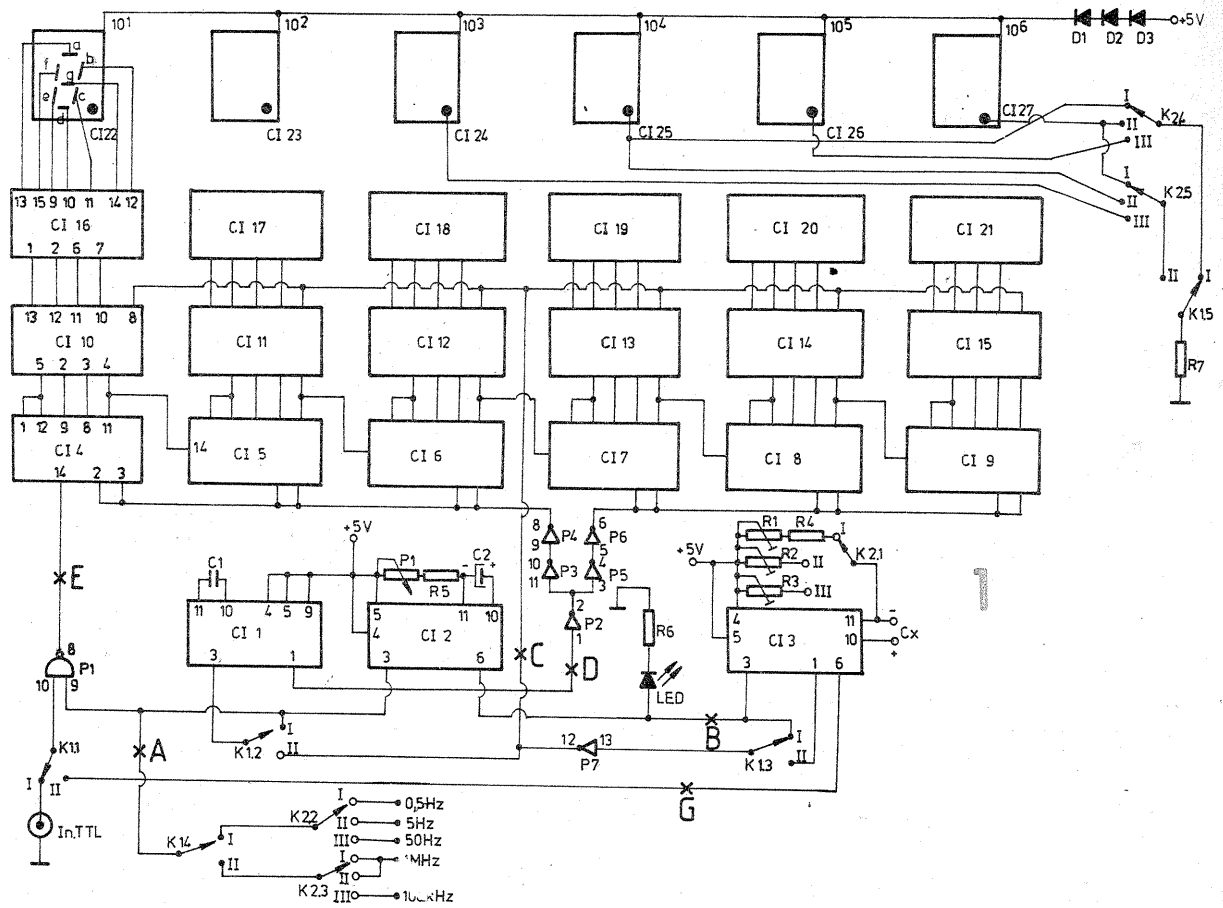 10¹ 10² 10³ 10⁴ 10⁵ 10⁶ D1 D2 D3 +5V
a b f g e c d
CI22 CI 23 CI 24 CI25 CI 26 CI27
I II III K2.4
I II III K2.5
II I K1.5
R7
13 15 9 10 11 14 12
CI 16 CI 17 CI 18 CI 19 CI 20 CI 21
1 2 6 7
13 12 11 10 8
CI 10 CI 11 CI 12 CI 13 CI 14 CI 15
5 2 3 4
1 12 9 8 11
CI 4 14 CI 5 CI 6 CI 7 CI 8 CI 9
14 2 3
8 P4 6 P6
9 5
10 P3 4 P5
11 3
2 P2
1
+5V
C1
11 10 4 5 9
CI 1
3 1
P1 R5 - C2
5 11 10
4 CI 2
3 6
R1 R4 I K2.1
+5V R2 II
R3 III
4 11 -
5 CI 3 10 Cx
+
3 1 6
R6
LED
1
E
C
D
8
P1
10 9
K1.1
I II
A
K1.2 I
II
12 13
P7
B
K1.3 I
II
G
In.TTL
K1.4 I
II
K2.2 I 0,5Hz
II 5Hz
III 50Hz
K2.3 I
II
III